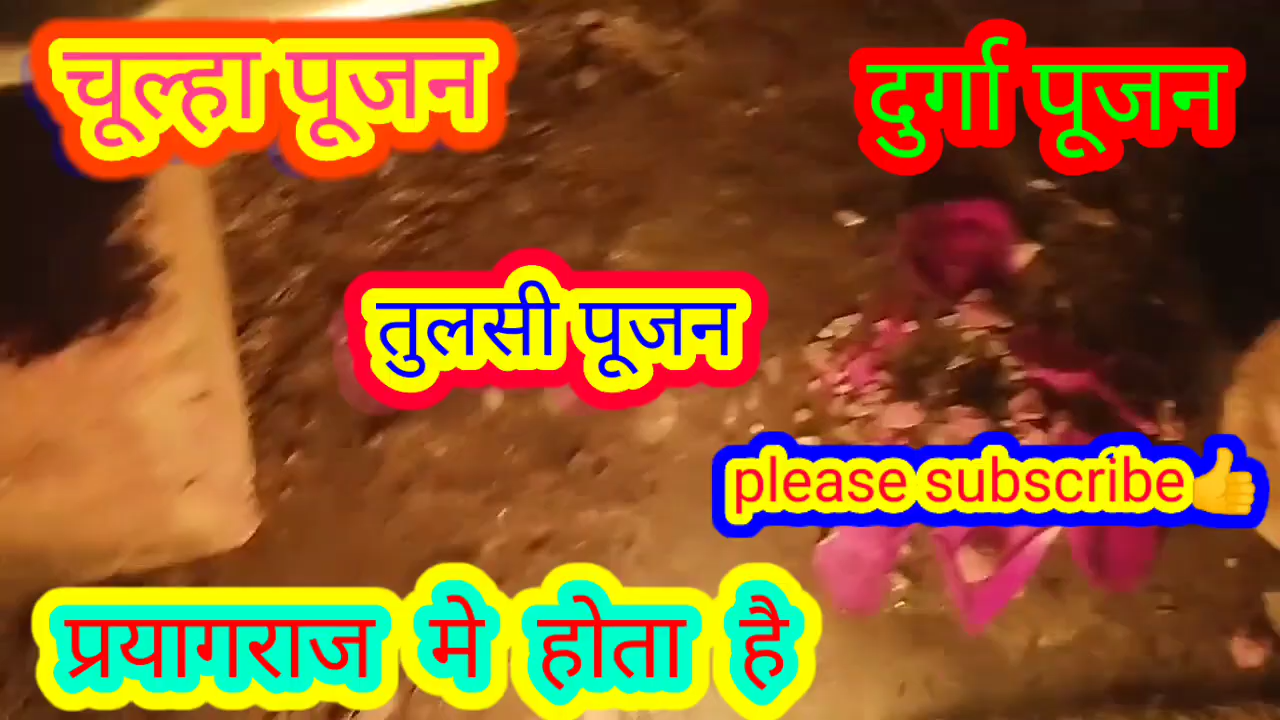 चूल्हा पूजन
दुर्गा पूजन
तुलसी पूजन
please subscribe👍
प्रयागराज मे होता है